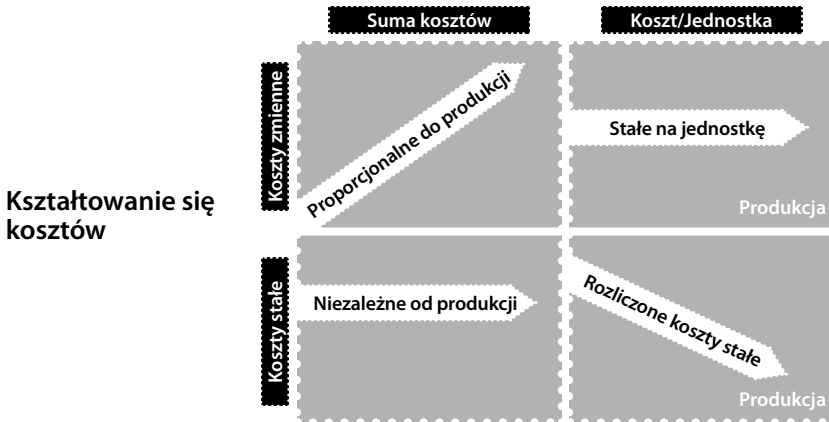 Suma kosztów
Koszt/Jednostka
Kształtowanie się
kosztów
Koszty zmienne
Proporcjonalne do produkcji
Stałe na jednostkę
Produkcja
Koszty stałe
Niezależne od produkcji
Rozliczone koszty stałe
Produkcja